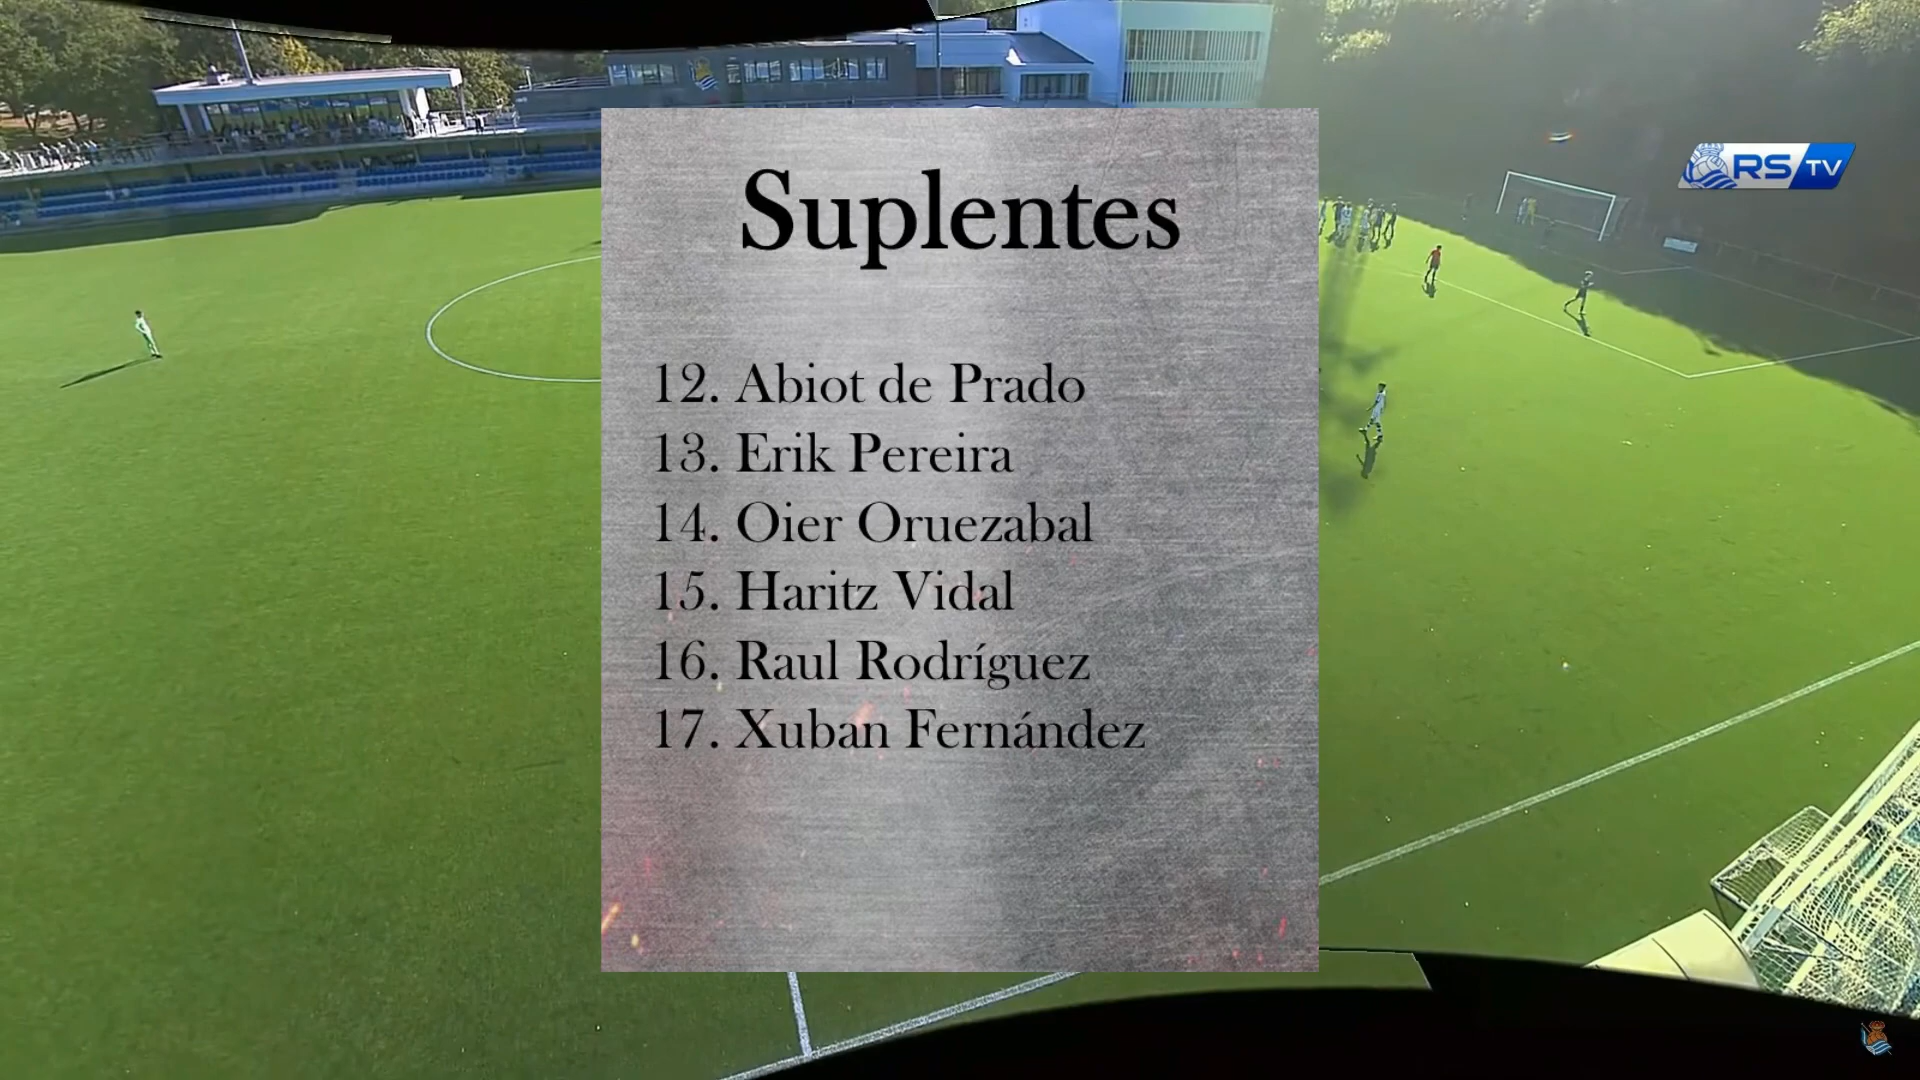 Suplentes
RS TV
12. Abiot de Prado
13. Erik Pereira
14. Oier Oruezabal
15. Haritz Vidal
16. Raul Rodríguez
17. Xuban Fernández